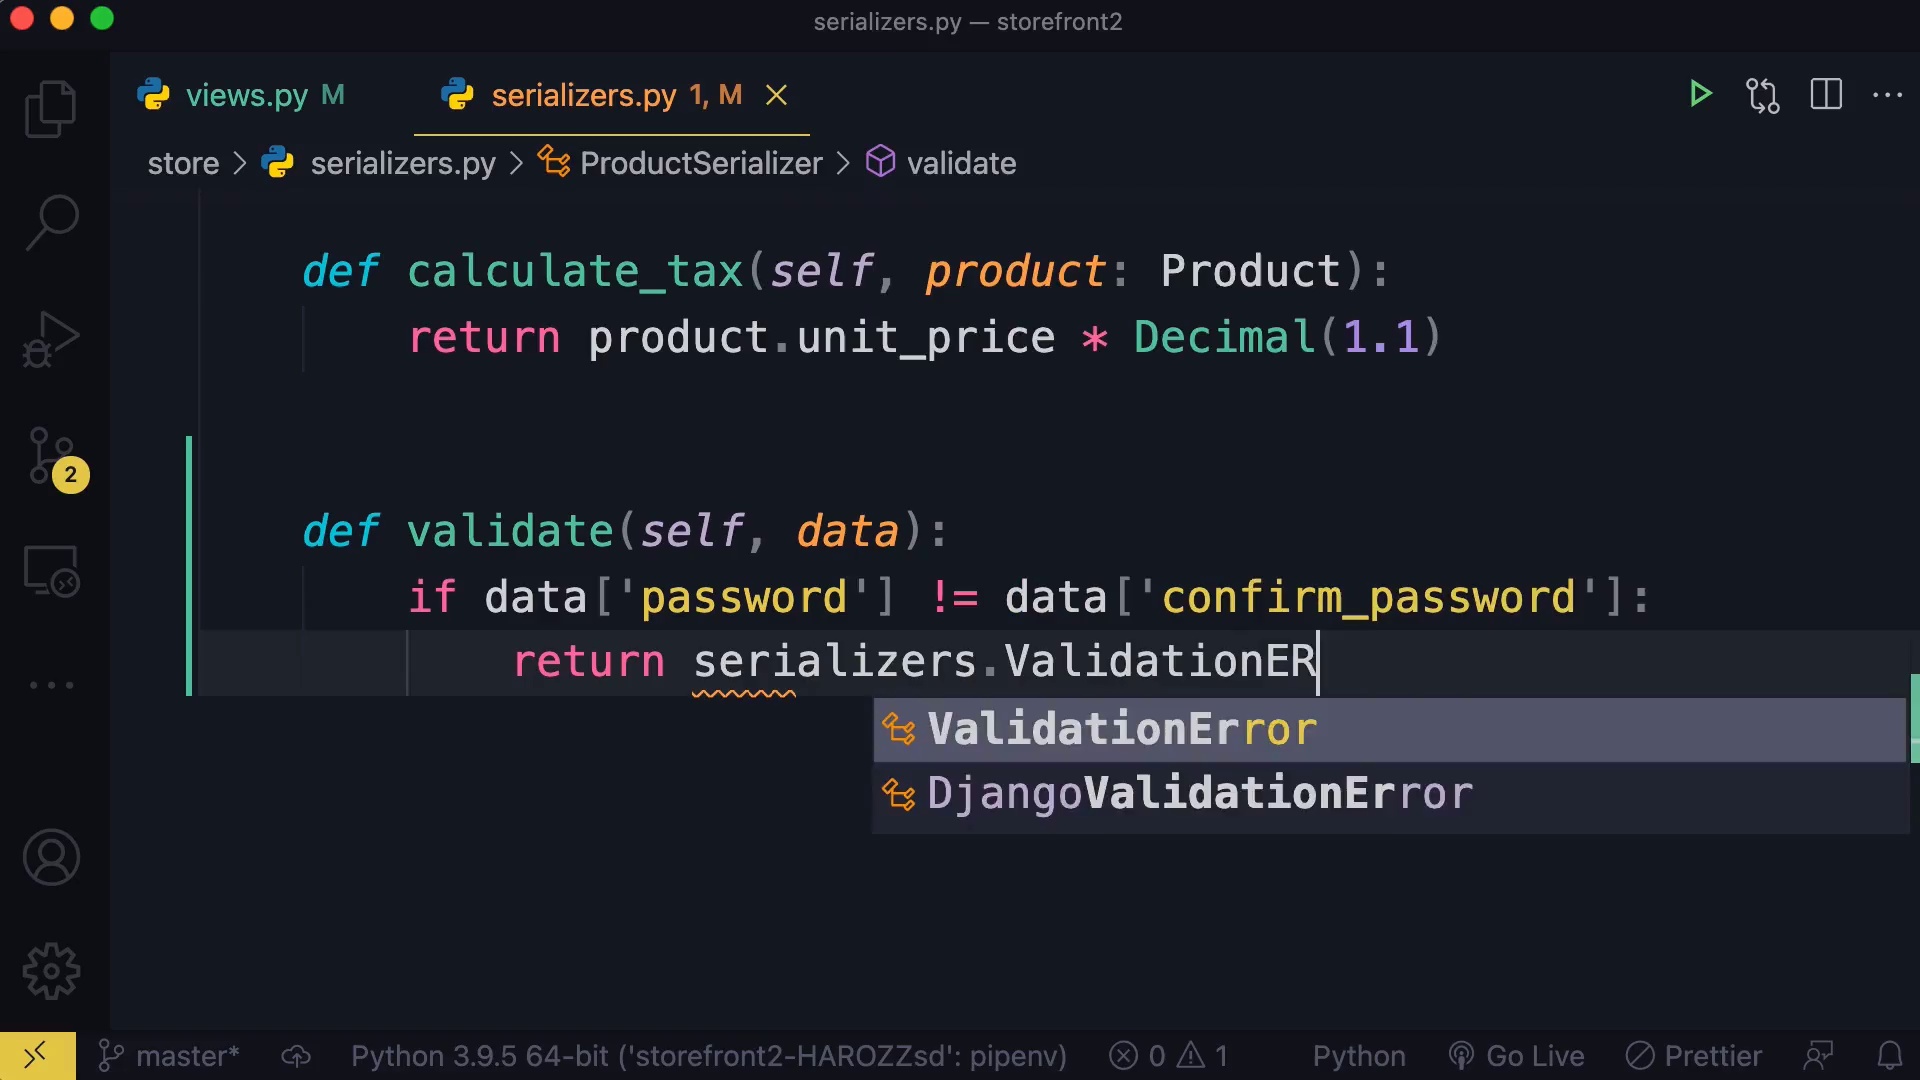 serializers.py — storefront2
views.py M
serializers.py 1, M
store > serializers.py > ProductSerializer > validate
def calculate_tax(self, product: Product):
return product.unit_price * Decimal(1.1)
def validate(self, data):
if data['password'] != data['confirm_password']:
return serializers.ValidationER
ValidationError
DjangoValidationError
2
master* Python 3.9.5 64-bit ('storefront2-HAROZZsd': pipenv) 0 1 Python Go Live Prettier